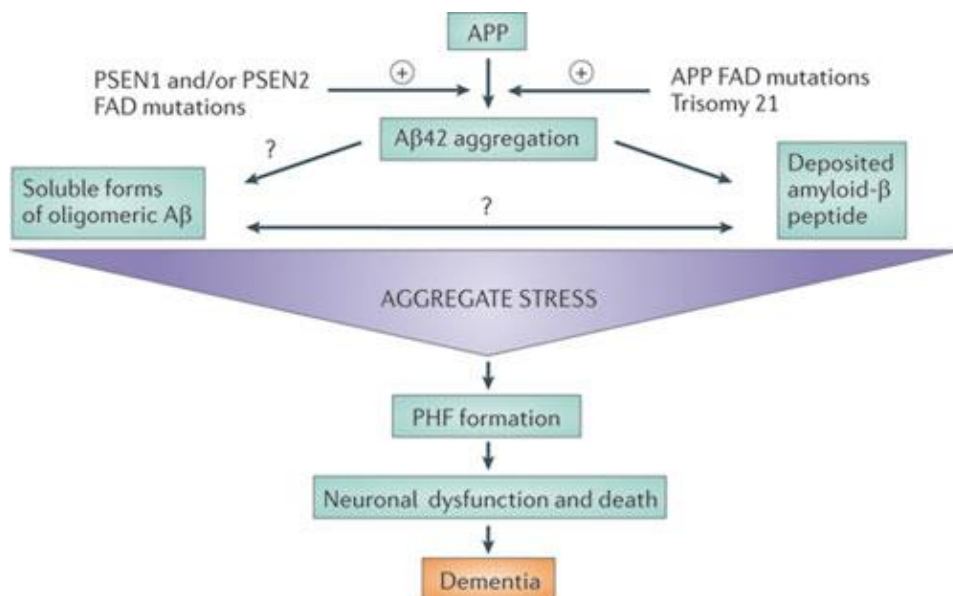 APP
PSEN1 and/or PSEN2
FAD mutations
+
+
APP FAD mutations
Trisomy 21
Aβ42 aggregation
?
Soluble forms
of oligomeric Aβ
?
Deposited
amyloid-β
peptide
AGGREGATE STRESS
PHF formation
Neuronal dysfunction and death
Dementia